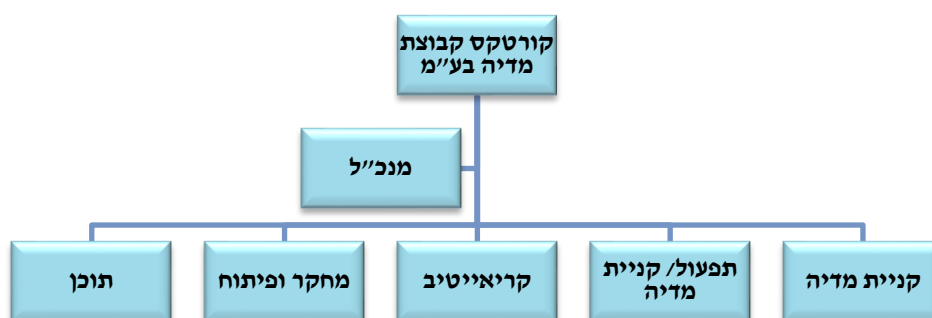 קורטקס קבוצת
מדיה בע"מ
מנכ"ל
קניית מדיה
תפעול/ קניית
מדיה
קריאייטיב
מחקר ופיתוח
תוכן